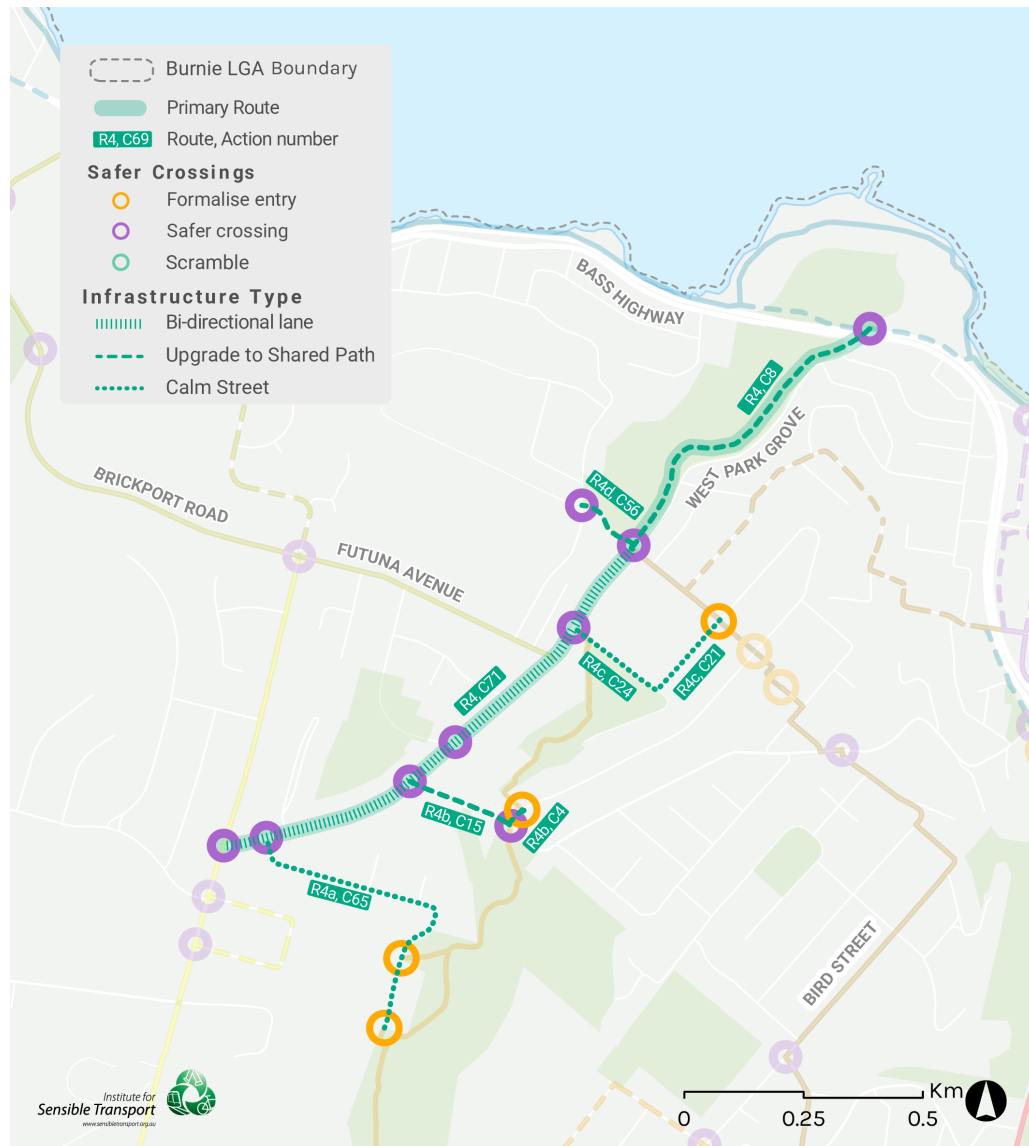 Burnie LGA Boundary
Primary Route
R4, C69 Route, Action number
Safer Crossings
Formalise entry
Safer crossing
Scramble
Infrastructure Type
Bi-directional lane
Upgrade to Shared Path
Calm Street
BASS HIGHWAY
R4, C8
WEST PARK GROVE
BRICKPORT ROAD
R4d, C56
FUTUNA AVENUE
R4c, C24
R4c, C21
R4, C71
R4b, C15
R4b, C4
R4a, C65
BIRD STREET
Institute for
Sensible Transport
www.sensibletransport.org.au
Km
0 0.25 0.5